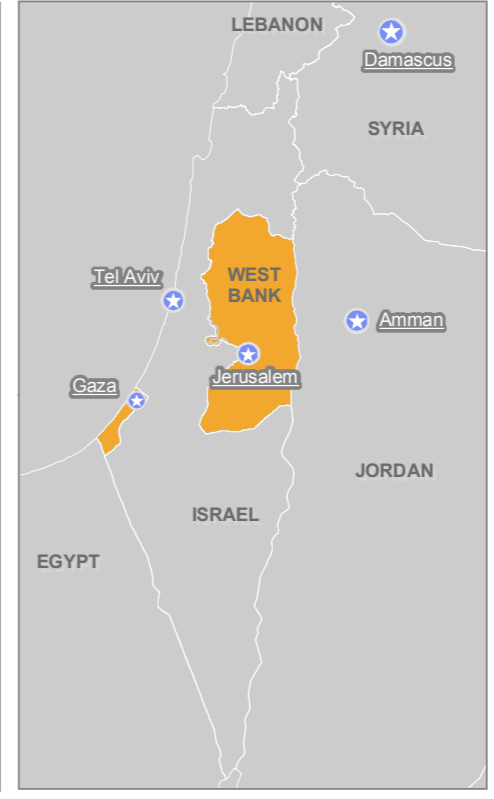 LEBANON
Damascus
SYRIA
WEST
BANK
Tel Aviv
Amman
Jerusalem
Gaza
JORDAN
ISRAEL
EGYPT